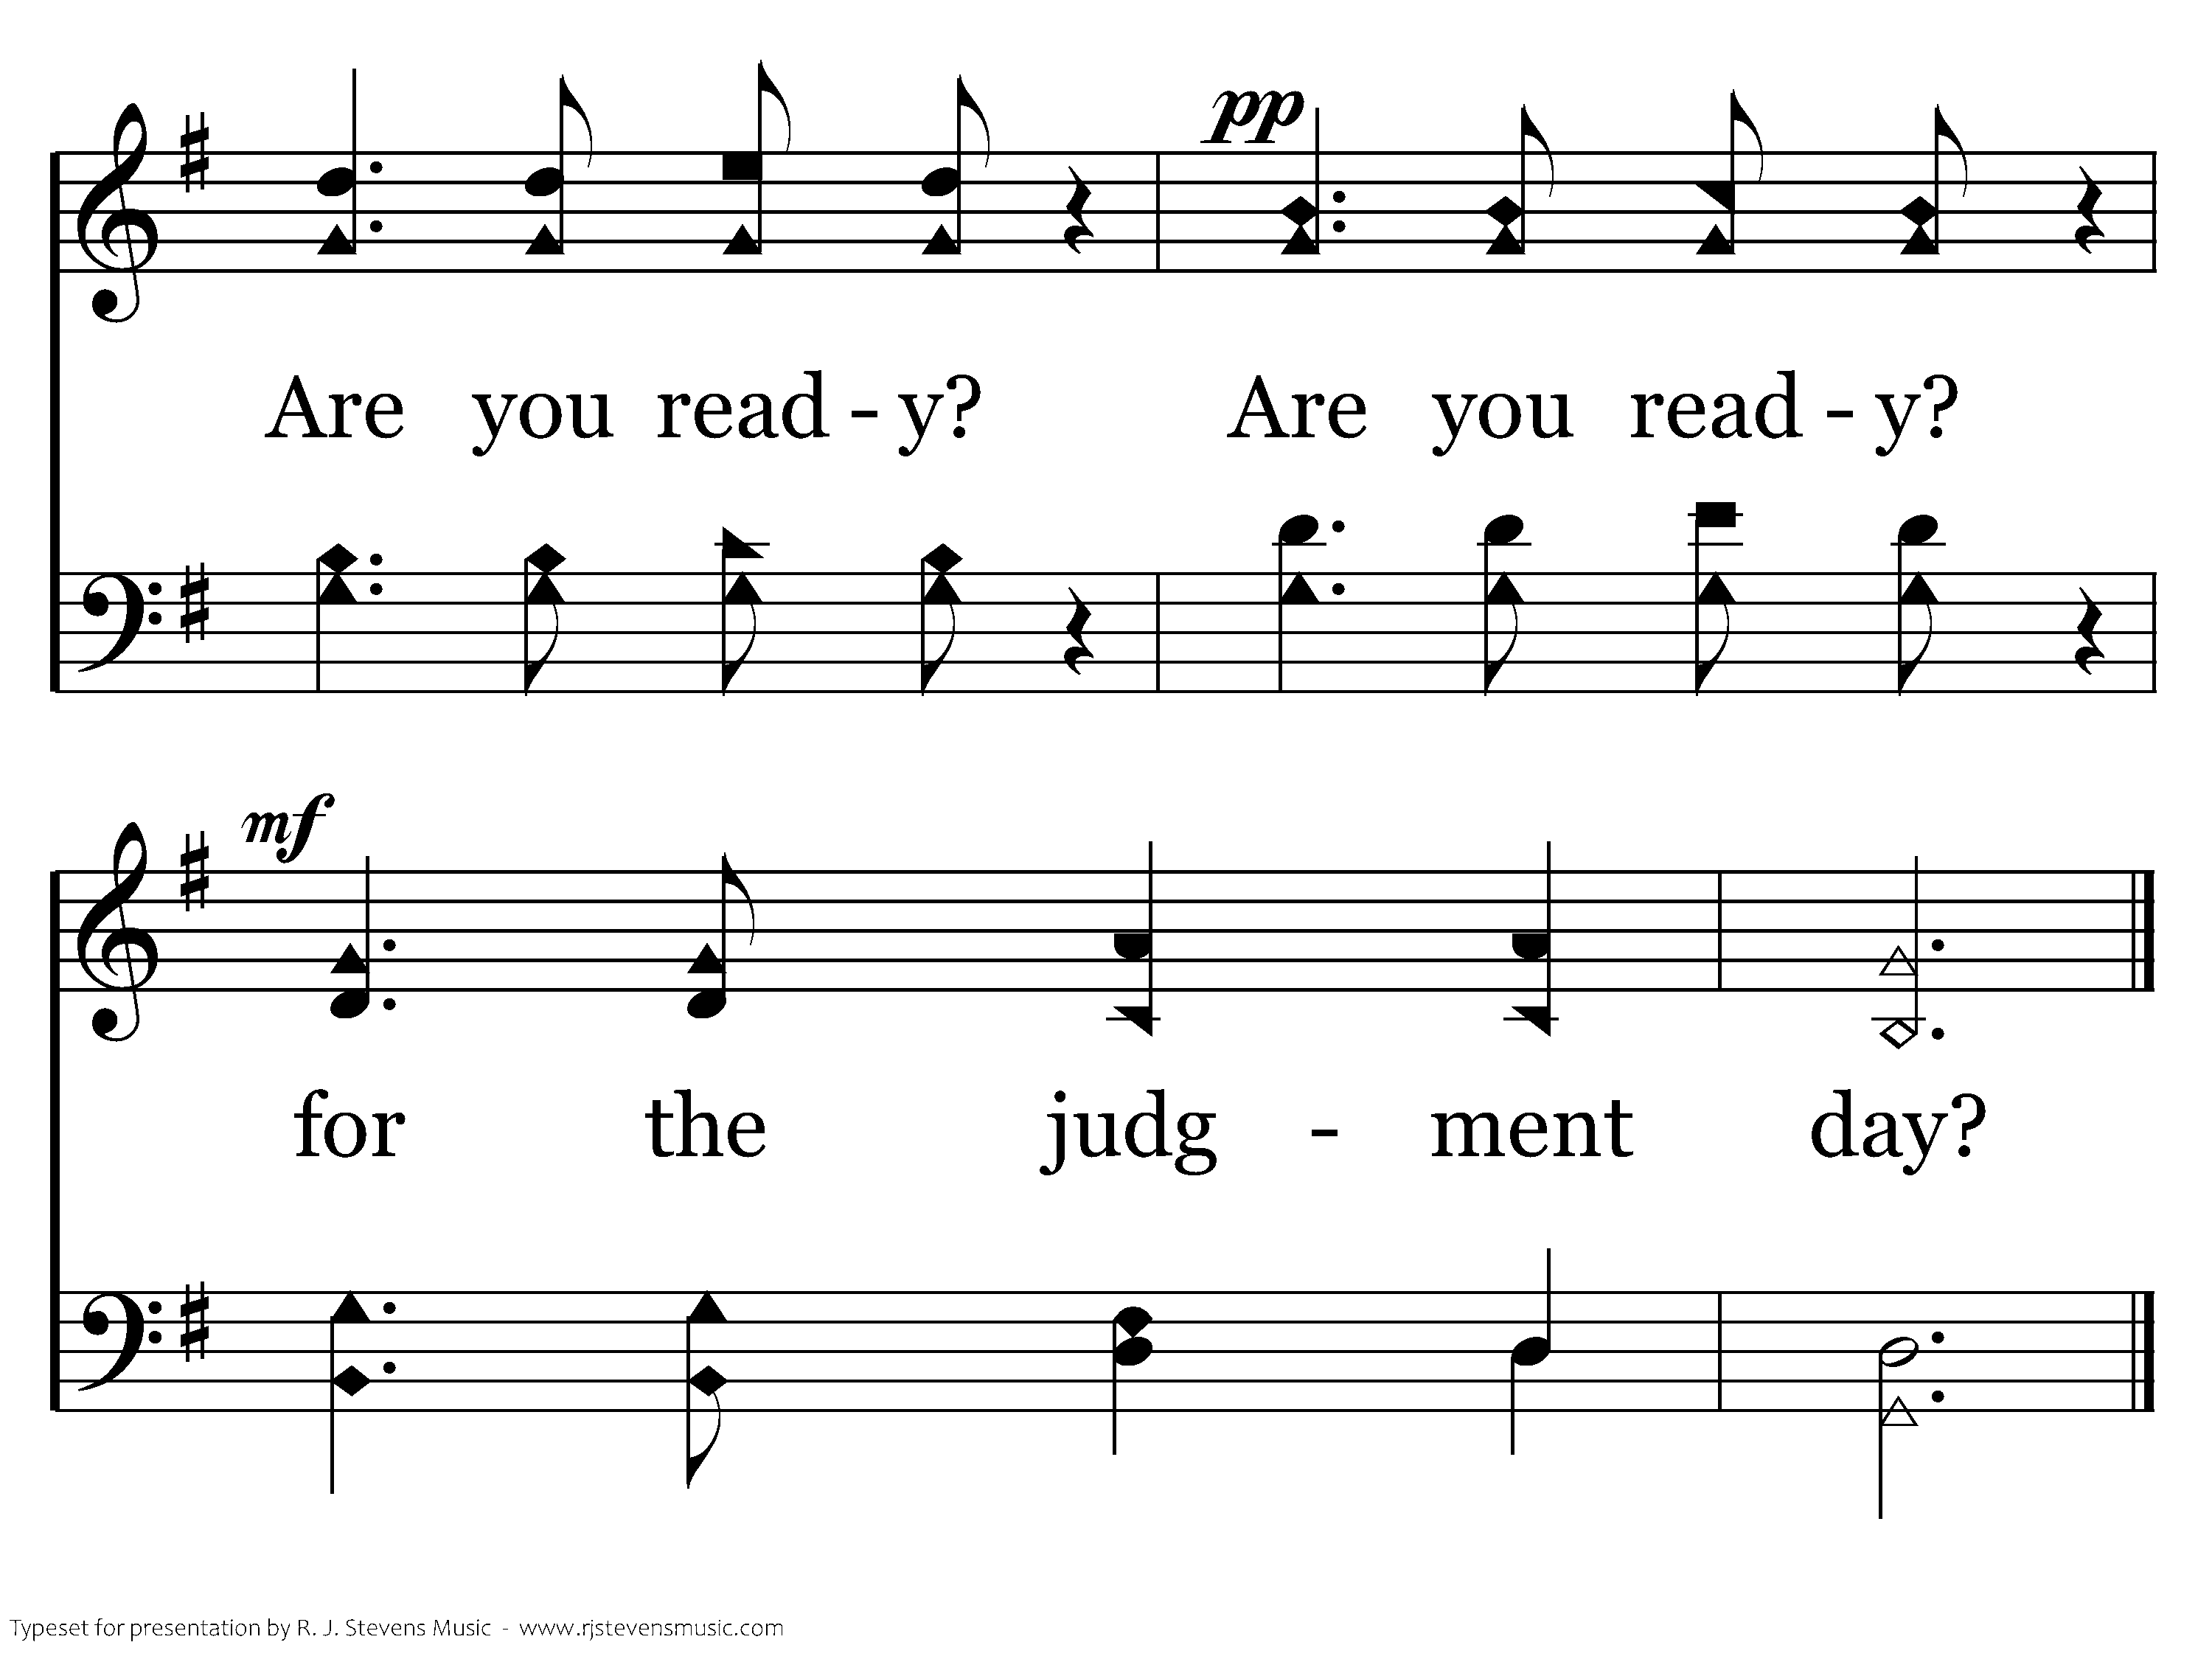 pp
Are you read - y? Are you read - y?
mf
for the judg - ment day?
Typeset for presentation by R. J. Stevens Music - www.rjstevensmusic.com